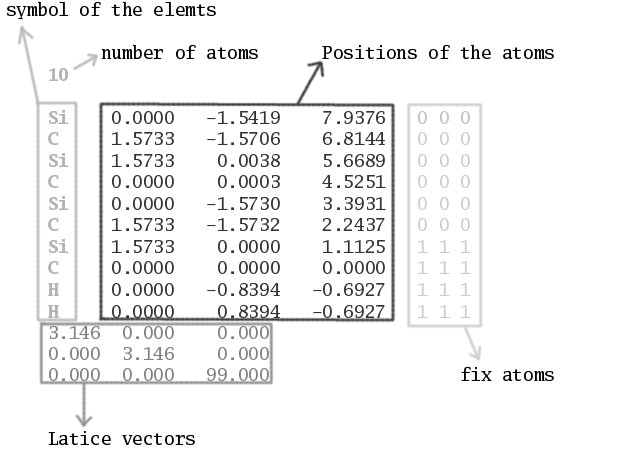 symbol of the elemts
number of atoms Positions of the atoms
10
Si 0.0000 -1.5419 7.9376 0 0 0
C 1.5733 -1.5706 6.8144 0 0 0
Si 1.5733 0.0038 5.6689 0 0 0
C 0.0000 0.0003 4.5251 0 0 0
Si 0.0000 -1.5730 3.3931 0 0 0
C 1.5733 -1.5732 2.2437 0 0 0
Si 1.5733 0.0000 1.1125 1 1 1
C 0.0000 0.0000 0.0000 1 1 1
H 0.0000 -0.8394 -0.6927 1 1 1
H 0.0000 0.8394 -0.6927 1 1 1
3.146 0.000 0.000
0.000 3.146 0.000
0.000 0.000 99.000
fix atoms
Latice vectors